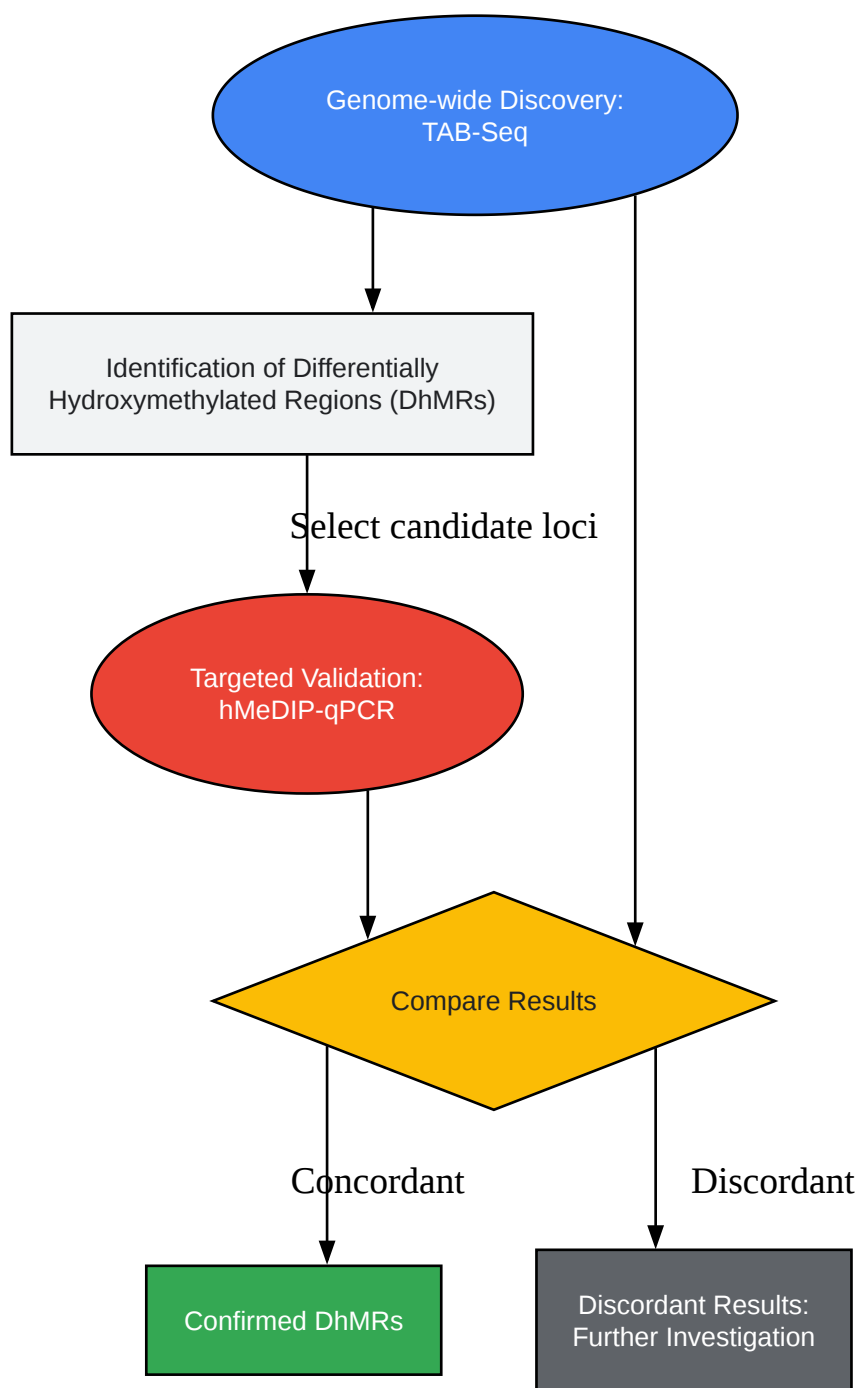 Genome-wide Discovery:
TAB-Seq
Identification of Differentially
Hydroxymethylated Regions (DhMRs)
Select candidate loci
Targeted Validation:
hMeDIP-qPCR
Compare Results
Concordant
Discordant
Confirmed DhMRs
Discordant Results:
Further Investigation